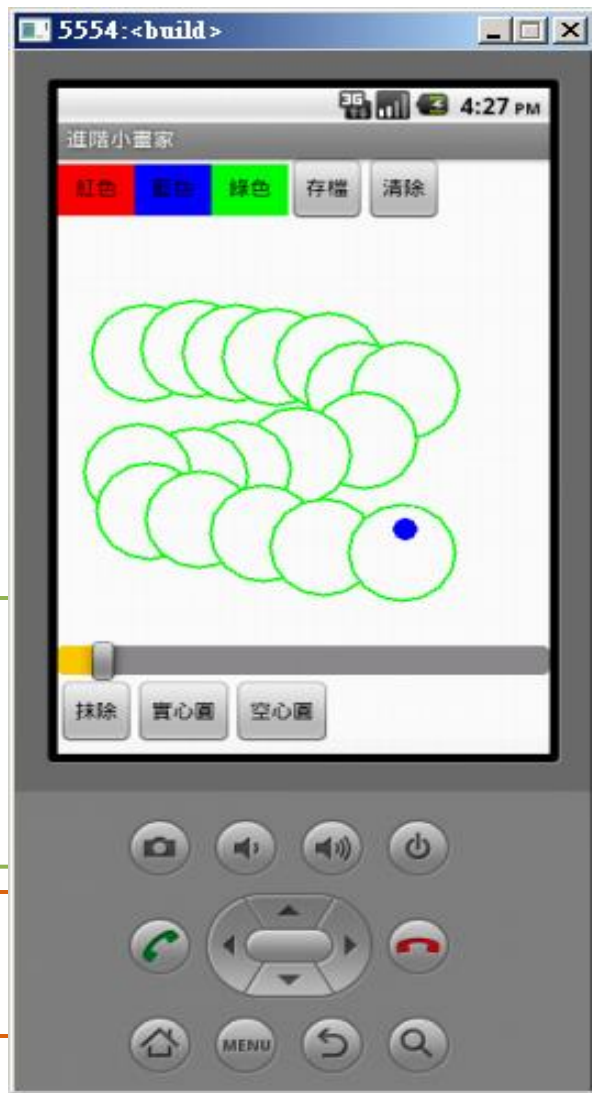 5554:<build>
3G 4:27 PM
進階小畫家
紅色 藍色 綠色 存檔 清除
抹除 實心圓 空心圓
MENU